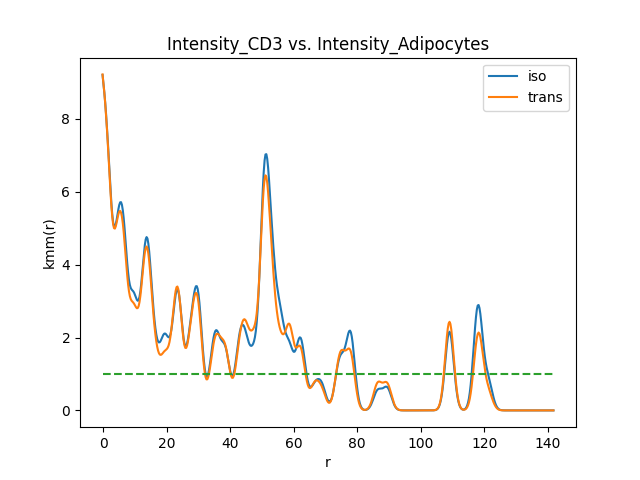 Intensity_CD3 vs. Intensity_Adipocytes
iso
trans
kmm(r)
8
6
4
2
0
0 20 40 60 80 100 120 140
r